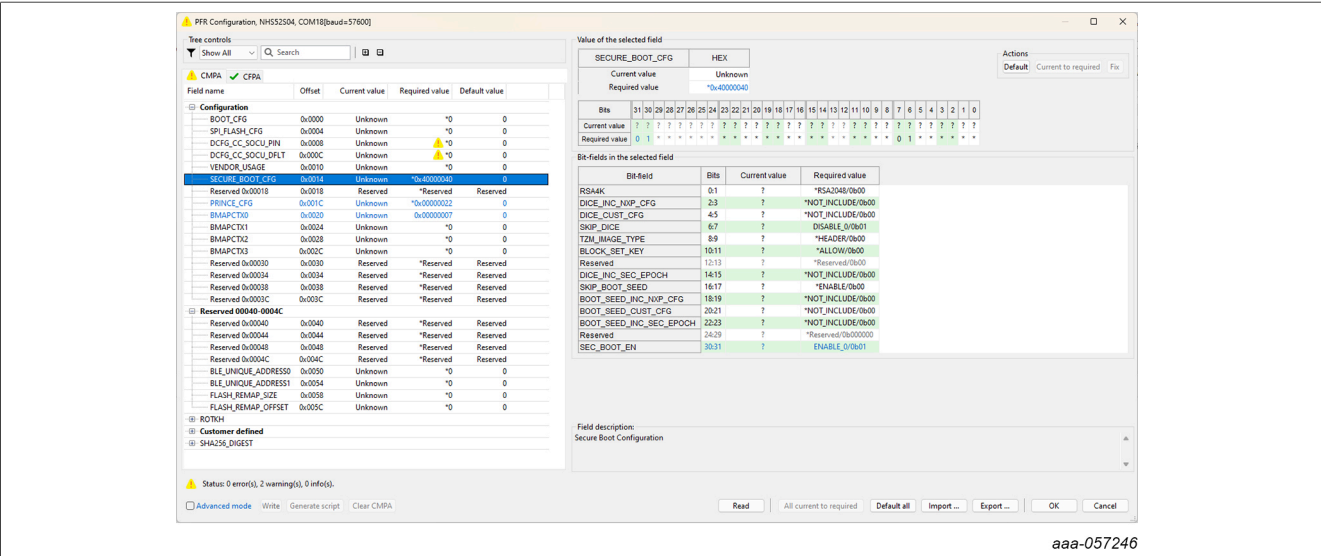 PFR Configuration, NHS52S04, COM18[baud=57600]
Tree controls
Show All Search
CMPA CFPA
Field name Offset Current value Required value Default value
Configuration
BOOT_CFG 0x0000 Unknown *0 0
SPI_FLASH_CFG 0x0004 Unknown *0 0
DCFG_CC_SOCU_PIN 0x0008 Unknown *0 0
DCFG_CC_SOCU_DFLT 0x000C Unknown *0 0
VENDOR_USAGE 0x0010 Unknown *0 0
SECURE_BOOT_CFG 0x0014 Unknown *0x40000040 0
Reserved 0x00018 0x0018 Reserved *Reserved Reserved
PRINCE_CFG 0x001C Unknown *0x00000022 0
BMAPCTX0 0x0020 Unknown 0x00000007 0
BMAPCTX1 0x0024 Unknown *0 0
BMAPCTX2 0x0028 Unknown *0 0
BMAPCTX3 0x002C Unknown *0 0
Reserved 0x00030 0x0030 Reserved *Reserved Reserved
Reserved 0x00034 0x0034 Reserved *Reserved Reserved
Reserved 0x00038 0x0038 Reserved *Reserved Reserved
Reserved 0x0003C 0x003C Reserved *Reserved Reserved
Reserved 00040-0004C
Reserved 0x00040 0x0040 Reserved *Reserved Reserved
Reserved 0x00044 0x0044 Reserved *Reserved Reserved
Reserved 0x00048 0x0048 Reserved *Reserved Reserved
Reserved 0x0004C 0x004C Reserved *Reserved Reserved
BLE_UNIQUE_ADDRESS0 0x0050 Unknown *0 0
BLE_UNIQUE_ADDRESS1 0x0054 Unknown *0 0
FLASH_REMAP_SIZE 0x0058 Unknown *0 0
FLASH_REMAP_OFFSET 0x005C Unknown *0 0
ROTKH
Customer defined
SHA256_DIGEST
Value of the selected field
SECURE_BOOT_CFG HEX
Current value Unknown
Required value *0x40000040
Actions
Default Current to required Fix
Bits 31 30 29 28 27 26 25 24 23 22 21 20 19 18 17 16 15 14 13 12 11 10 9 8 7 6 5 4 3 2 1 0
Current value ? ? ? ? ? ? ? ? ? ? ? ? ? ? ? ? ? ? ? ? ? ? ? ? ? ? ? ? ? ? ? ?
Required value 0 1 * * * * * * * * * * * * * * * * * * * * * * 0 1 * * * * * *
Bit-fields in the selected field
Bit-field Bits Current value Required value
RSA4K 0:1 ? *RSA2048/0b00
DICE_INC_NXP_CFG 2:3 ? *NOT_INCLUDE/0b00
DICE_CUST_CFG 4:5 ? *NOT_INCLUDE/0b00
SKIP_DICE 6:7 ? DISABLE_0/0b01
TZM_IMAGE_TYPE 8:9 ? *HEADER/0b00
BLOCK_SET_KEY 10:11 ? *ALLOW/0b00
Reserved 12:13 ? *Reserved/0b00
DICE_INC_SEC_EPOCH 14:15 ? *NOT_INCLUDE/0b00
SKIP_BOOT_SEED 16:17 ? *ENABLE/0b00
BOOT_SEED_INC_NXP_CFG 18:19 ? *NOT_INCLUDE/0b00
BOOT_SEED_CUST_CFG 20:21 ? *NOT_INCLUDE/0b00
BOOT_SEED_INC_SEC_EPOCH 22:23 ? *NOT_INCLUDE/0b00
Reserved 24:29 ? *Reserved/0b000000
SEC_BOOT_EN 30:31 ? ENABLE_0/0b01
Field description:
Secure Boot Configuration
Status: 0 error(s), 2 warning(s), 0 info(s).
Advanced mode Write Generate script Clear CMPA Read All current to required Default all Import ... Export ... OK Cancel
aaa-057246